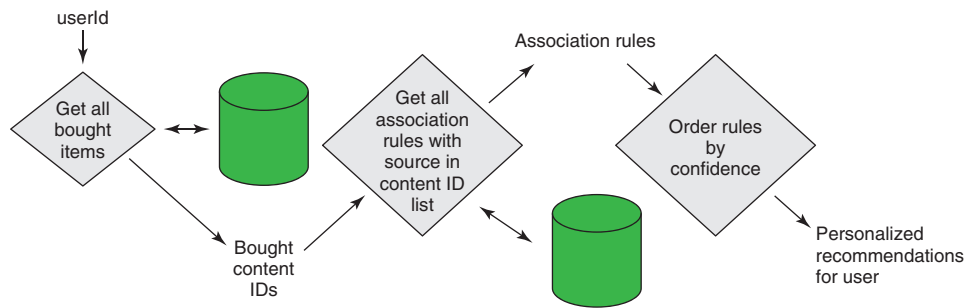 userId
Get all
bought
items
Bought
content
IDs
Get all
association
rules with
source in
content ID
list
Association rules
Order rules
by
confidence
Personalized
recommendations
for user